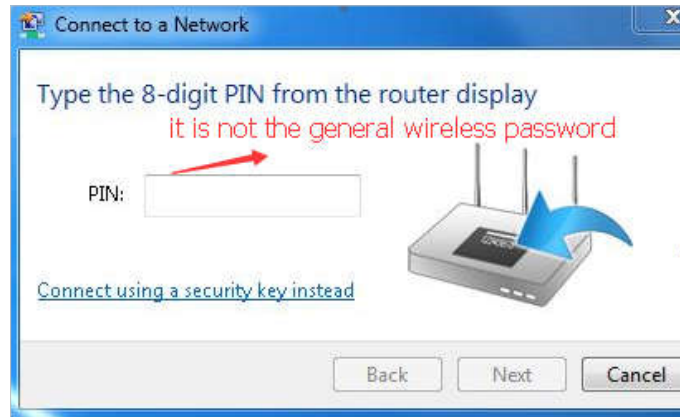 Connect to a Network
X
Type the 8-digit PIN from the router display
it is not the general wireless password
PIN:
Connect using a security key instead
Back
Next
Cancel